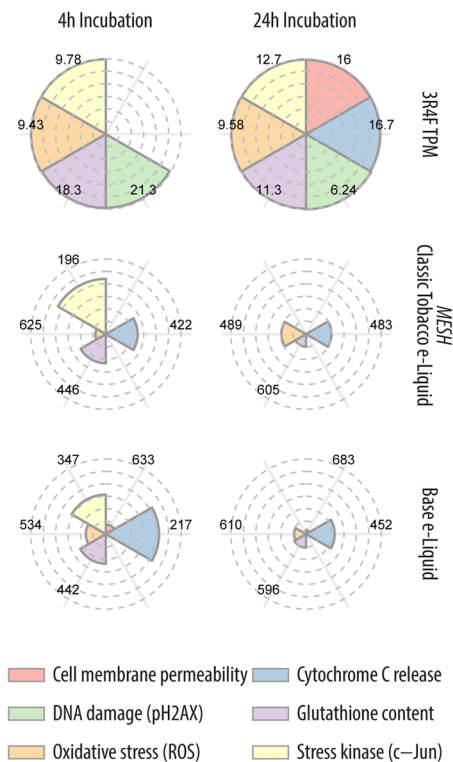 4h Incubation 24h Incubation
9.78 12.7 16
9.43 9.58 16.7
18.3 21.3 11.3 6.24
3R4F TPM
196
625 422 489 483
446 605
MESH
Classic Tobacco e-Liquid
347 633 683
534 217 610 452
442 596
Base e-Liquid
Cell membrane permeability Cytochrome C release
DNA damage (pH2AX) Glutathione content
Oxidative stress (ROS) Stress kinase (c–Jun)